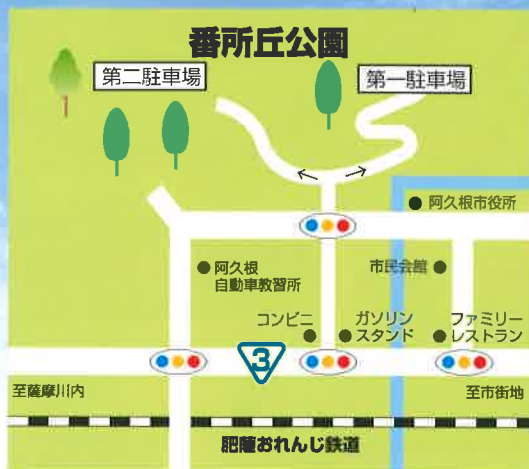 番所丘公園
第二駐車場
第一駐車場
阿久根市役所
阿久根
自動車教習所
市民会館
コンビニ
ガソリン
スタンド
ファミリー
レストラン
3
至薩摩川内
至市街地
肥薩おれんじ鉄道